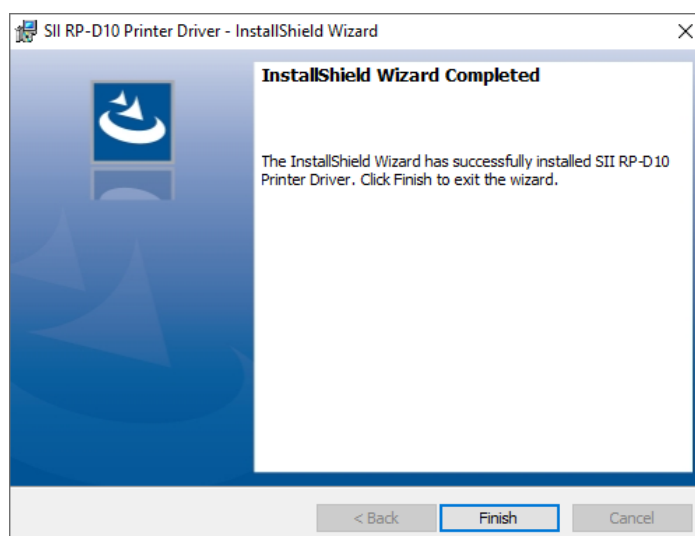 SII RP-D10 Printer Driver - InstallShield Wizard
InstallShield Wizard Completed
The InstallShield Wizard has successfully installed SII RP-D10
Printer Driver. Click Finish to exit the wizard.
< Back Finish Cancel